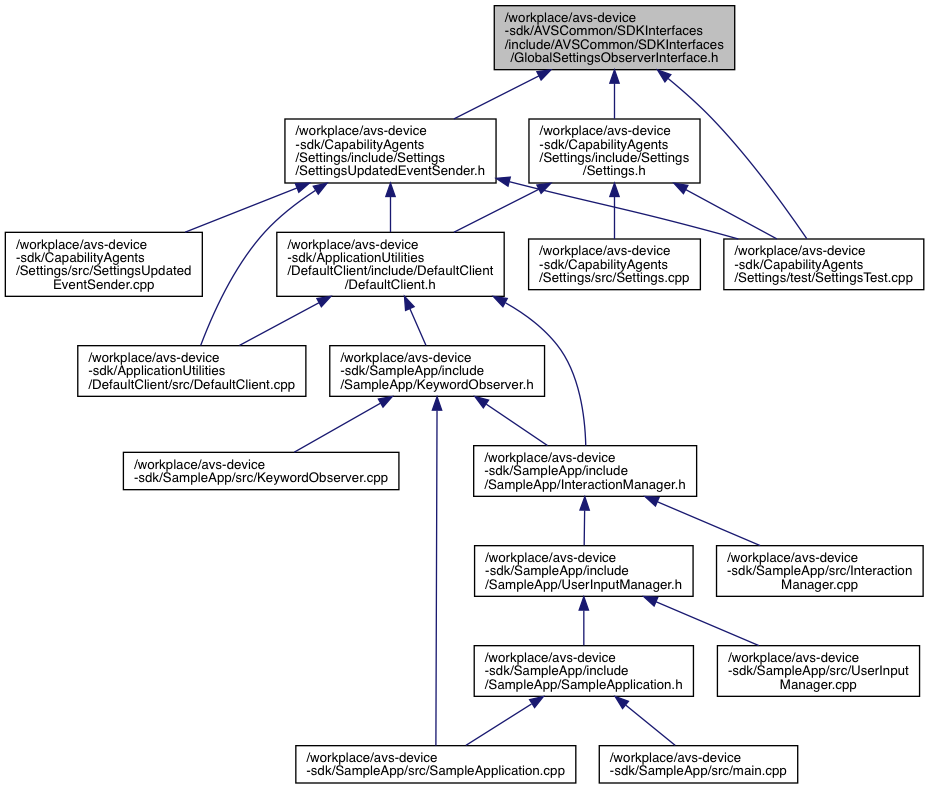 /workplace/avs-device
-sdk/AVSCommon/SDKInterfaces
/include/AVSCommon/SDKInterfaces
/GlobalSettingsObserverInterface.h
/workplace/avs-device
-sdk/CapabilityAgents
/Settings/include/Settings
/SettingsUpdatedEventSender.h
/workplace/avs-device
-sdk/CapabilityAgents
/Settings/include/Settings
/Settings.h
/workplace/avs-device
-sdk/CapabilityAgents
/Settings/src/SettingsUpdated
EventSender.cpp
/workplace/avs-device
-sdk/ApplicationUtilities
/DefaultClient/include/DefaultClient
/DefaultClient.h
/workplace/avs-device
-sdk/CapabilityAgents
/Settings/src/Settings.cpp
/workplace/avs-device
-sdk/CapabilityAgents
/Settings/test/SettingsTest.cpp
/workplace/avs-device
-sdk/ApplicationUtilities
/DefaultClient/src/DefaultClient.cpp
/workplace/avs-device
-sdk/SampleApp/include
/SampleApp/KeywordObserver.h
/workplace/avs-device
-sdk/SampleApp/src/KeywordObserver.cpp
/workplace/avs-device
-sdk/SampleApp/include
/SampleApp/InteractionManager.h
/workplace/avs-device
-sdk/SampleApp/include
/SampleApp/UserInputManager.h
/workplace/avs-device
-sdk/SampleApp/src/Interaction
Manager.cpp
/workplace/avs-device
-sdk/SampleApp/include
/SampleApp/SampleApplication.h
/workplace/avs-device
-sdk/SampleApp/src/UserInput
Manager.cpp
/workplace/avs-device
-sdk/SampleApp/src/SampleApplication.cpp
/workplace/avs-device
-sdk/SampleApp/src/main.cpp